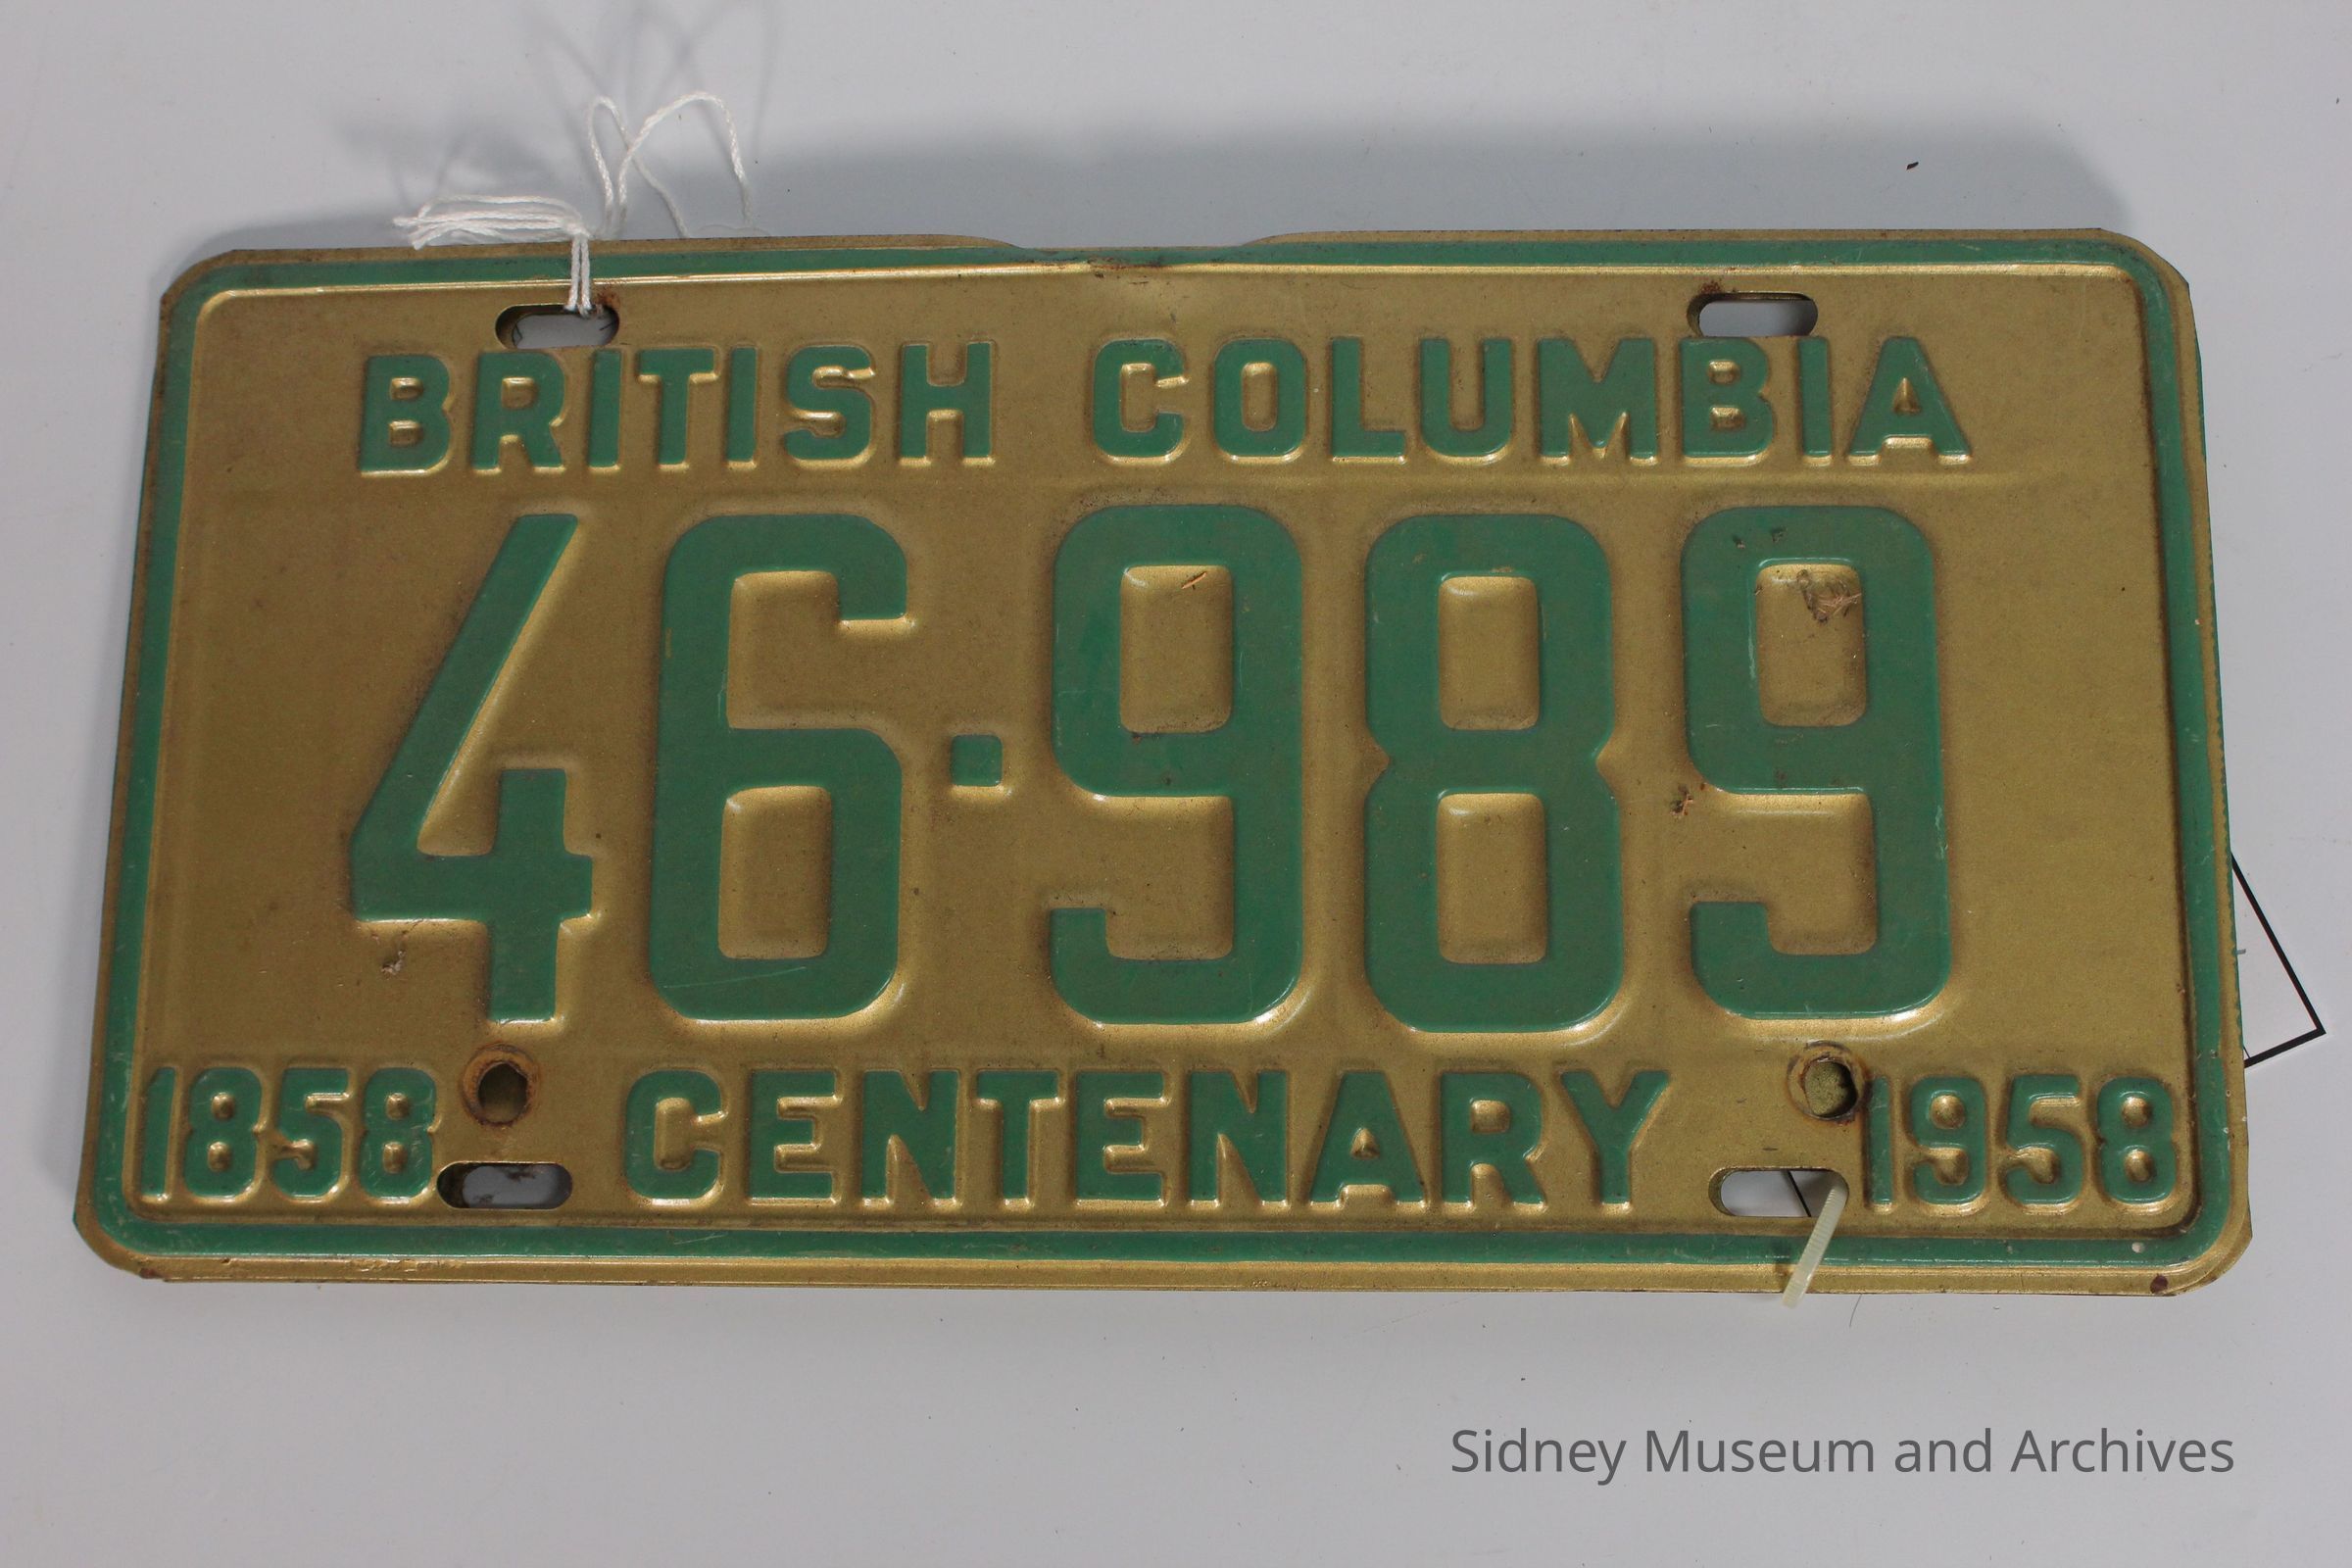 BRITISH COLUMBIA
46·989
1858 CENTENARY 1958
Sidney Museum and Archives